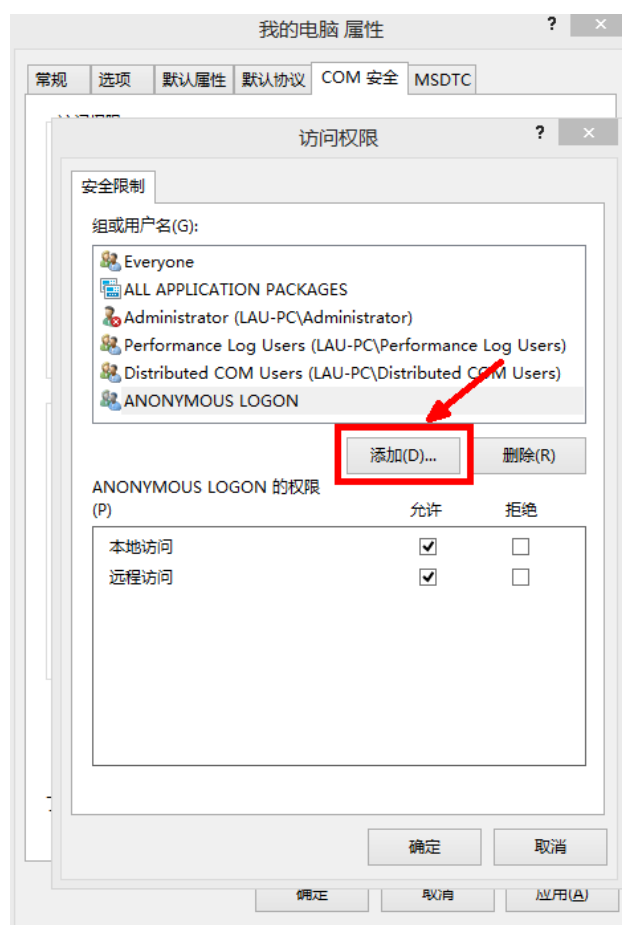 我的电脑 属性
?
常规 选项 默认属性 默认协议 COM 安全 MSDTC
访问权限
?
安全限制
组或用户名(G):
Everyone
ALL APPLICATION PACKAGES
Administrator (LAU-PC\Administrator)
Performance Log Users (LAU-PC\Performance Log Users)
Distributed COM Users (LAU-PC\Distributed COM Users)
ANONYMOUS LOGON
添加(D)... 删除(R)
ANONYMOUS LOGON 的权限
(P) 允许 拒绝
本地访问
远程访问
确定 取消
确定 取消 应用(A)